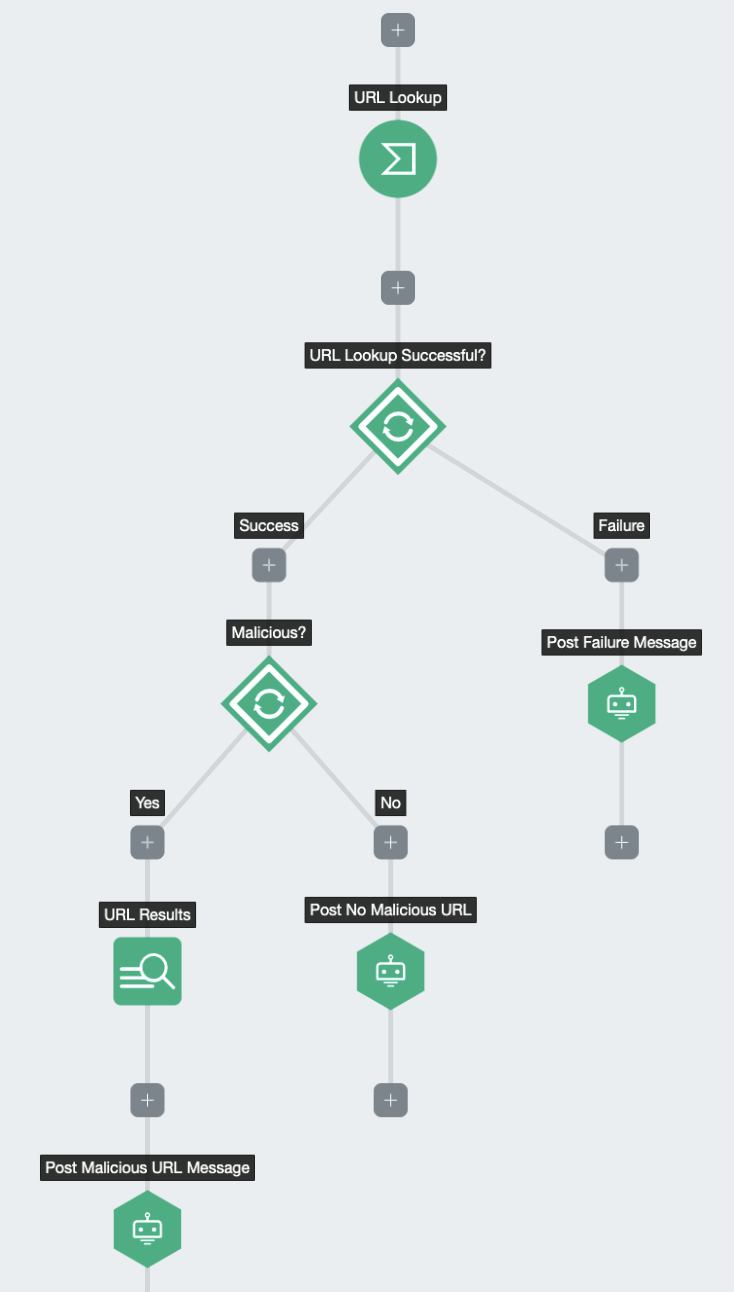 URL Lookup
URL Lookup Successful?
Success
Failure
Malicious?
Post Failure Message
Yes
No
URL Results
Post No Malicious URL
Post Malicious URL Message